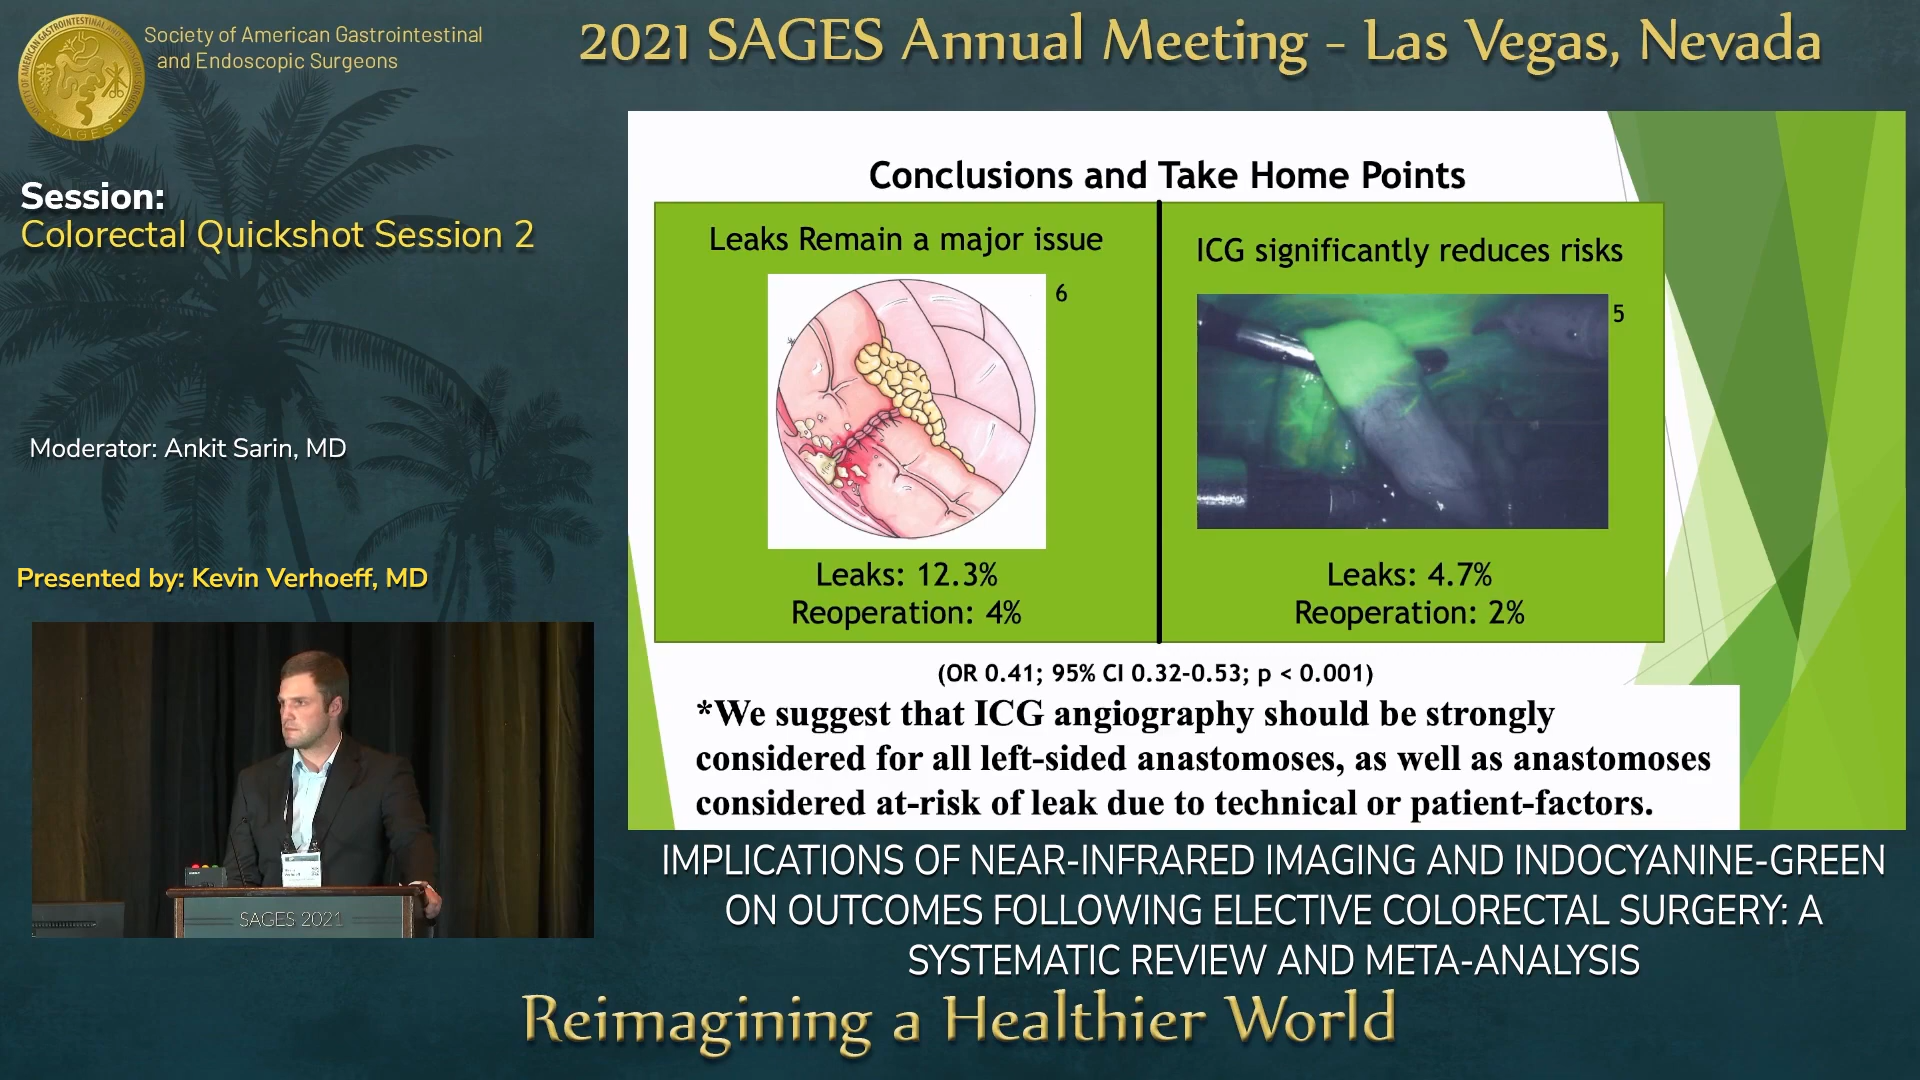 Society of American Gastrointestinal
and Endoscopic Surgeons
SAGES
2021 SAGES Annual Meeting - Las Vegas, Nevada
Session:
Colorectal Quickshot Session 2
Moderator: Ankit Sarin, MD
Presented by: Kevin Verhoeff, MD
SAGES 2021
Conclusions and Take Home Points
Leaks Remain a major issue
6
Leaks: 12.3%
Reoperation: 4%
ICG significantly reduces risks
5
Leaks: 4.7%
Reoperation: 2%
(OR 0.41; 95% CI 0.32-0.53; p < 0.001)
*We suggest that ICG angiography should be strongly
considered for all left-sided anastomoses, as well as anastomoses
considered at-risk of leak due to technical or patient-factors.
IMPLICATIONS OF NEAR-INFRARED IMAGING AND INDOCYANINE-GREEN
ON OUTCOMES FOLLOWING ELECTIVE COLORECTAL SURGERY: A
SYSTEMATIC REVIEW AND META-ANALYSIS
Reimagining a Healthier World